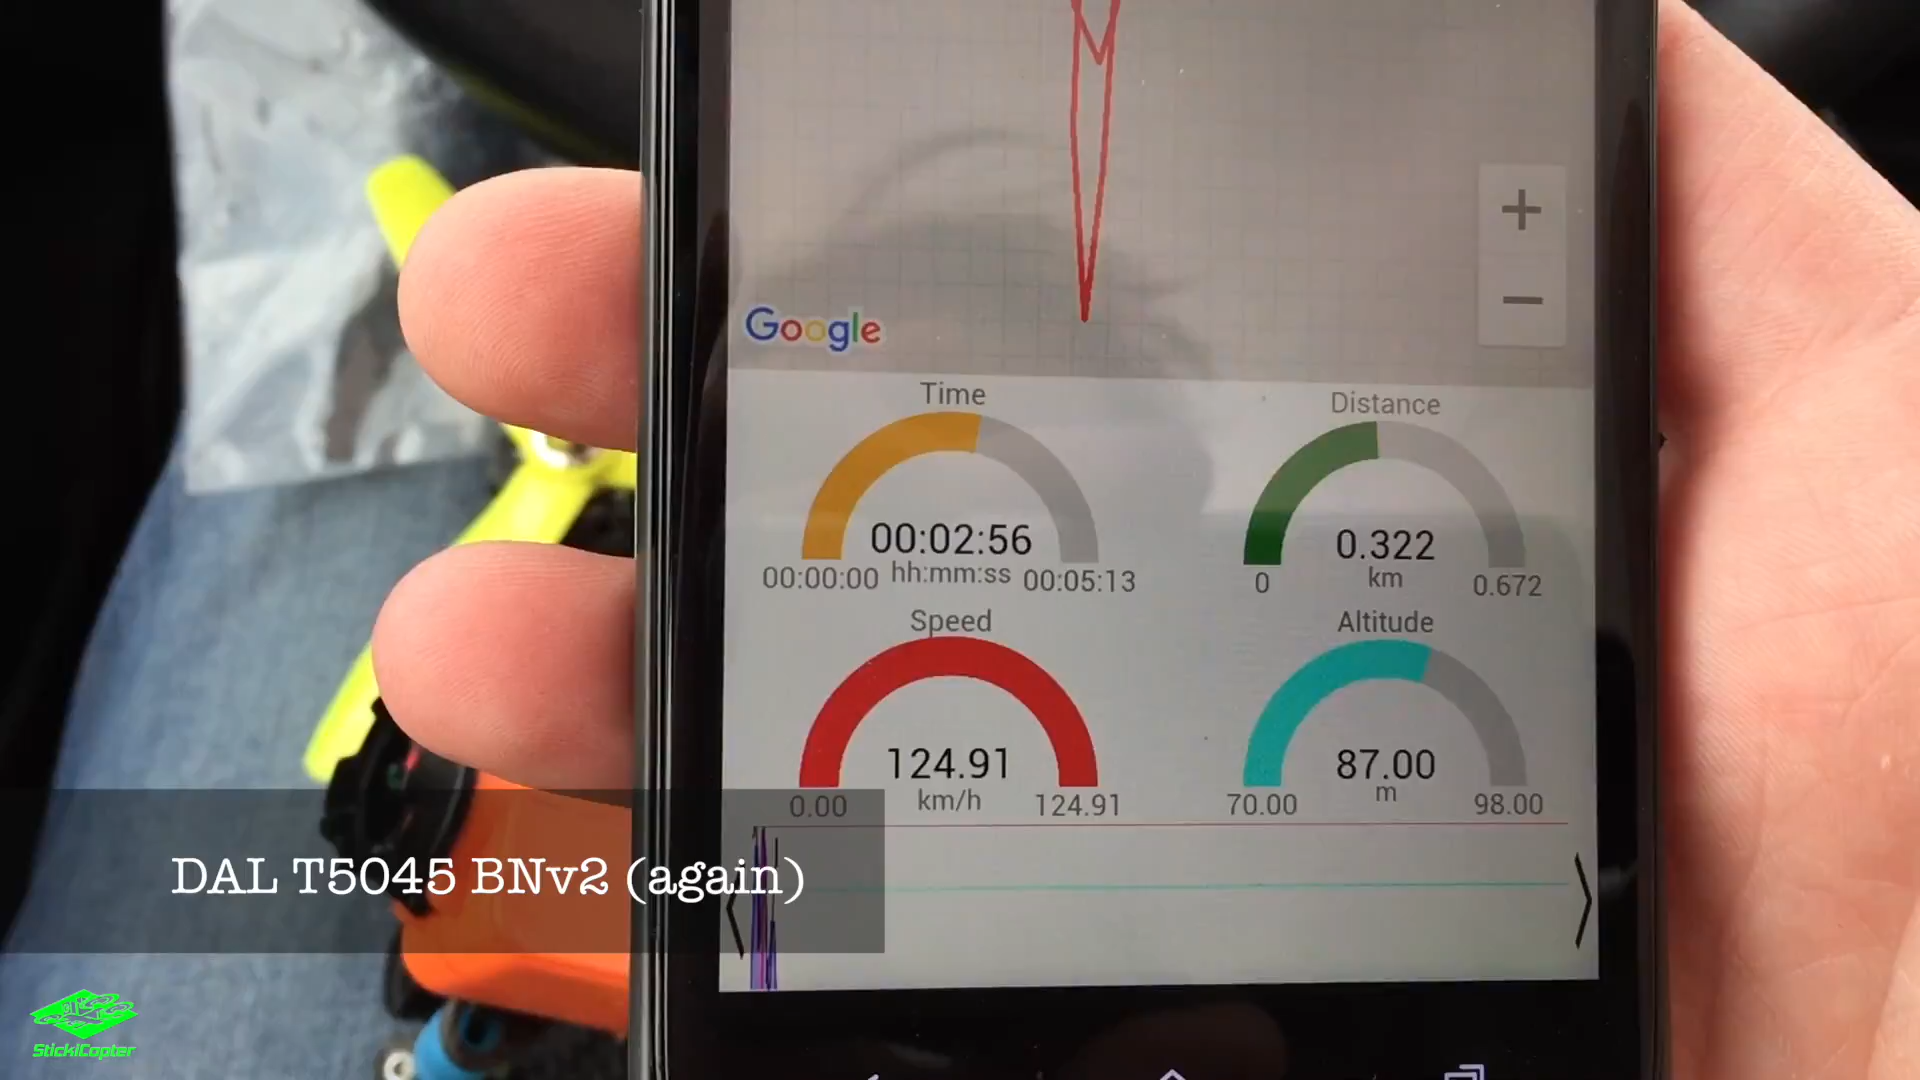 Google
Time
Distance
00:02:56
0.322
00:00:00 hh:mm:ss 00:05:13
0 km 0.672
Speed
Altitude
124.91
87.00
0.00 km/h 124.91
70.00 m 98.00
DAL T5045 BNv2 (again)
StickiCopter